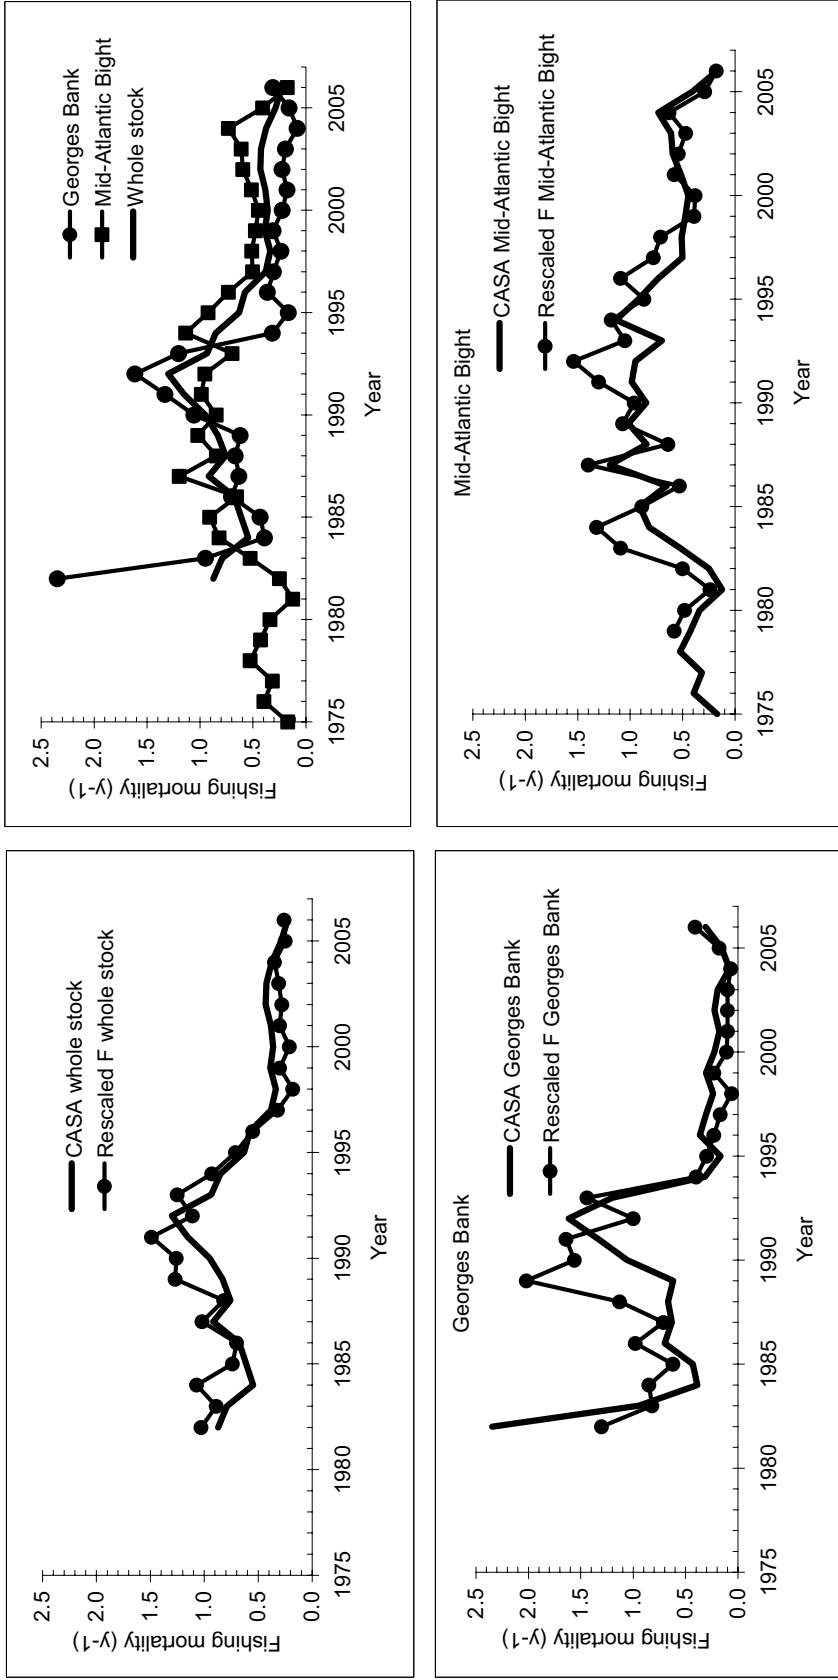 CASA whole stock
Rescaled F whole stock
Fishing mortality (y-1)
2.5
2.0
1.5
1.0
0.5
0.0
1975 1980 1985 1990 1995 2000 2005
Year
Georges Bank
Mid-Atlantic Bight
Whole stock
Fishing mortality (y-1)
2.5
2.0
1.5
1.0
0.5
0.0
1975 1980 1985 1990 1995 2000 2005
Year
Georges Bank
CASA Georges Bank
Rescaled F Georges Bank
Fishing mortality (y-1)
2.5
2.0
1.5
1.0
0.5
0.0
1975 1980 1985 1990 1995 2000 2005
Year
Mid-Atlantic Bight
CASA Mid-Atlantic Bight
Rescaled F Mid-Atlantic Bight
Fishing mortality (y-1)
2.5
2.0
1.5
1.0
0.5
0.0
1975 1980 1985 1990 1995 2000 2005
Year